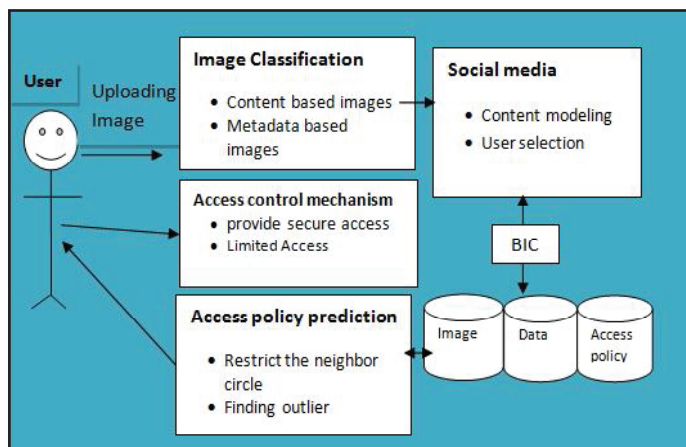 User
Uploading
Image
Image Classification
• Content based images
• Metadata based
images
Social media
• Content modeling
• User selection
Access control mechanism
• provide secure access
• Limited Access
BIC
Access policy prediction
• Restrict the neighbor
circle
• Finding outlier
Image
Data
Access
policy